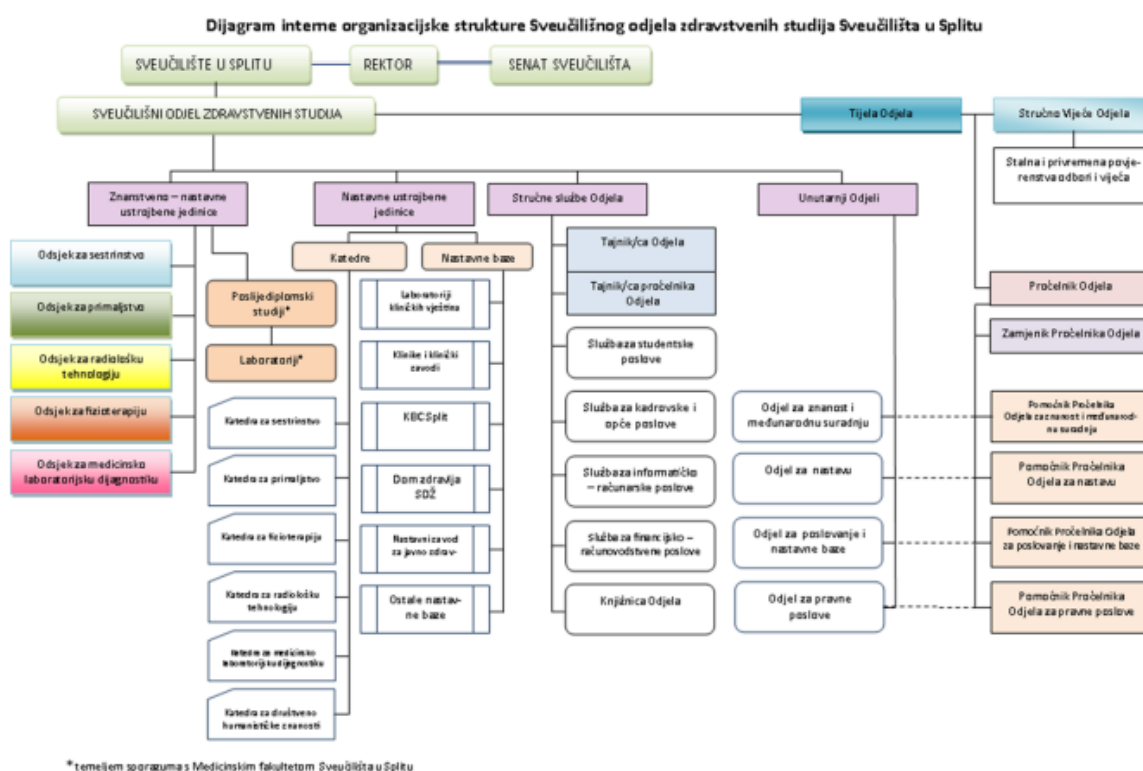 Dijagram interne organizacijske strukture Sveučilišnog odjela zdravstvenih studija Sveučilišta u Splitu
SVEUČILIŠTE U SPLITU
REKTOR
SENAT SVEUČILIŠTA
SVEUČILIŠNI ODJEL ZDRAVSTVENIH STUDIJA
Tijela Odjela
Stručno Vijeće Odjela
Stalna i privremena povje-
renstva odbori i vijeća
Znanstveno – nastavne
ustrojbene jedinice
Nastavne ustrojbene
jedinice
Stručne službe Odjela
Unutarnji Odjeli
Odsjek za sestrinstvo
Odsjek za primaljstvo
Odsjek za radiološku
tehnologiju
Odsjek za fizioterapiju
Odsjek za medicinsko
laboratorijsku dijagnostiku
Poslijediplomski
studiji*
Laboratoriji*
Katedre
Nastavne baze
Katedra za sestrinstvo
Katedra za primaljstvo
Katedra za fizioterapiju
Katedra za radiološku
tehnologiju
Katedra za medicinsko
laboratorijsku dijagnostiku
Katedra za društveno
humanističke znanosti
Laboratoriji
kliničkih vještina
Klinike i klinički
zavodi
KBC Split
Dom zdravlja
SDŽ
Nastavni zavod
za javno zdrav-
Ostale nastav-
ne baze
Tajnik/ca Odjela
Tajnik/ca pročelnika
Odjela
Služba za studentske
poslove
Služba za kadrovske i
opće poslove
Služba za informatičko
– računarske poslove
Služba za financijsko –
računovodstvene poslove
Knjižnica Odjela
Odjel za znanost i
međunarodnu suradnju
Odjel za nastavu
Odjel za poslovanje i
nastavne baze
Odjel za pravne
poslove
Pročelnik Odjela
Zamjenik Pročelnika Odjela
Pomoćnik Pročelnika
Odjela za znanost i međunarod-
nu suradnju
Pomoćnik Pročelnika
Odjela za nastavu
Pomoćnik Pročelnika Odjela
za poslovanje i nastavne baze
Pomoćnik Pročelnika
Odjela za pravne poslove
* temeljem sporazuma s Medicinskim fakultetom Sveučilišta u Splitu